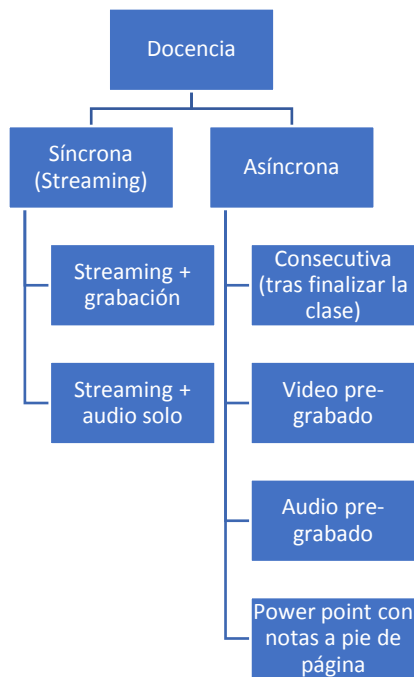 Docencia
Síncrona
(Streaming)
Asíncrona
Streaming +
grabación
Streaming +
audio solo
Consecutiva
(tras finalizar la
clase)
Video pre-
grabado
Audio pre-
grabado
Power point con
notas a pie de
página